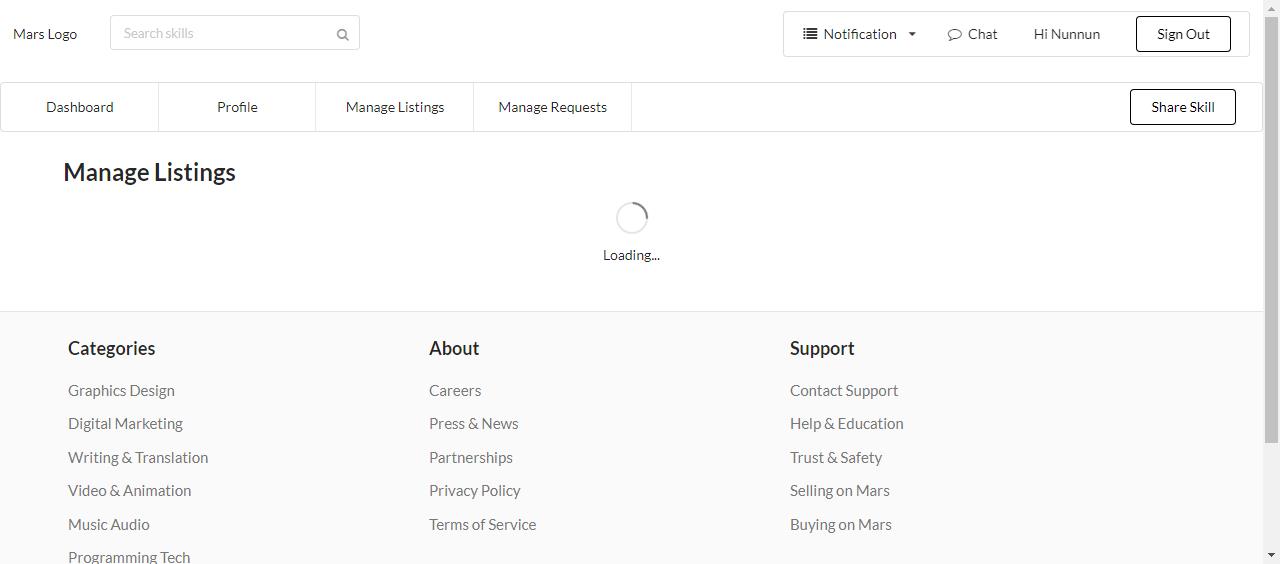 Mars Logo
Search skills
Notification
Chat
Hi Nunnun
Sign Out
Dashboard
Profile
Manage Listings
Manage Requests
Share Skill
Manage Listings
Loading...
Categories
Graphics Design
Digital Marketing
Writing & Translation
Video & Animation
Music Audio
Programming Tech
About
Careers
Press & News
Partnerships
Privacy Policy
Terms of Service
Support
Contact Support
Help & Education
Trust & Safety
Selling on Mars
Buying on Mars